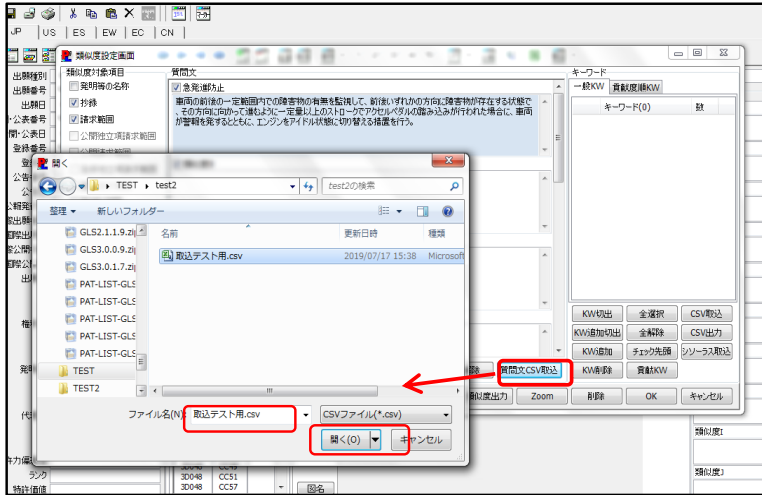 JP | US | ES | EW | EC | CN
類似度設定画面
類似度対象項目
発明等の名称
抄録
請求範囲
公開独立項請求範囲
出願種別
出願番号
出願日
公表番号
公表日
登録番号
質問文
急発進防止
車両の前後の一定範囲内での障害物の有無を監視して、前後いずれかの方向に障害物が存在する状態で
、その方向に向かって進むように一定量以上のストロークでアクセルペダルの踏み込みが行われた場合に、車両
が警報を発するとともに、エンジンをアイドル状態に切り替える措置を行う。
キーワード
一般KW
貢献度順KW
キーワード(0)
数
開く
TEST
test2
test2の検索
整理
新しいフォルダー
名前
更新日時
種類
GLS2.1.1.9.zi
GLS3.0.0.9.zi
GLS3.0.1.7.zi
PAT-LIST-GLS
PAT-LIST-GLS
PAT-LIST-GLS
PAT-LIST-GLS
TEST
TEST2
取込テスト用.csv
2019/07/17 15:38
Microsoft
ファイル名(N):
取込テスト用.csv
CSVファイル(*.csv)
開く(O)
キャンセル
質問文CSV取込
類似度出力
Zoom
KW切出
全選択
CSV取込
KW追加切出
全解除
CSV出力
KW追加
チェック先頭
シソーラス取込
KW削除
貢献KW
削除
OK
キャンセル
類似度I
類似度J
ランク
特許価値
3D048
CC49
3D048
CC51
3D048
CC57
図名